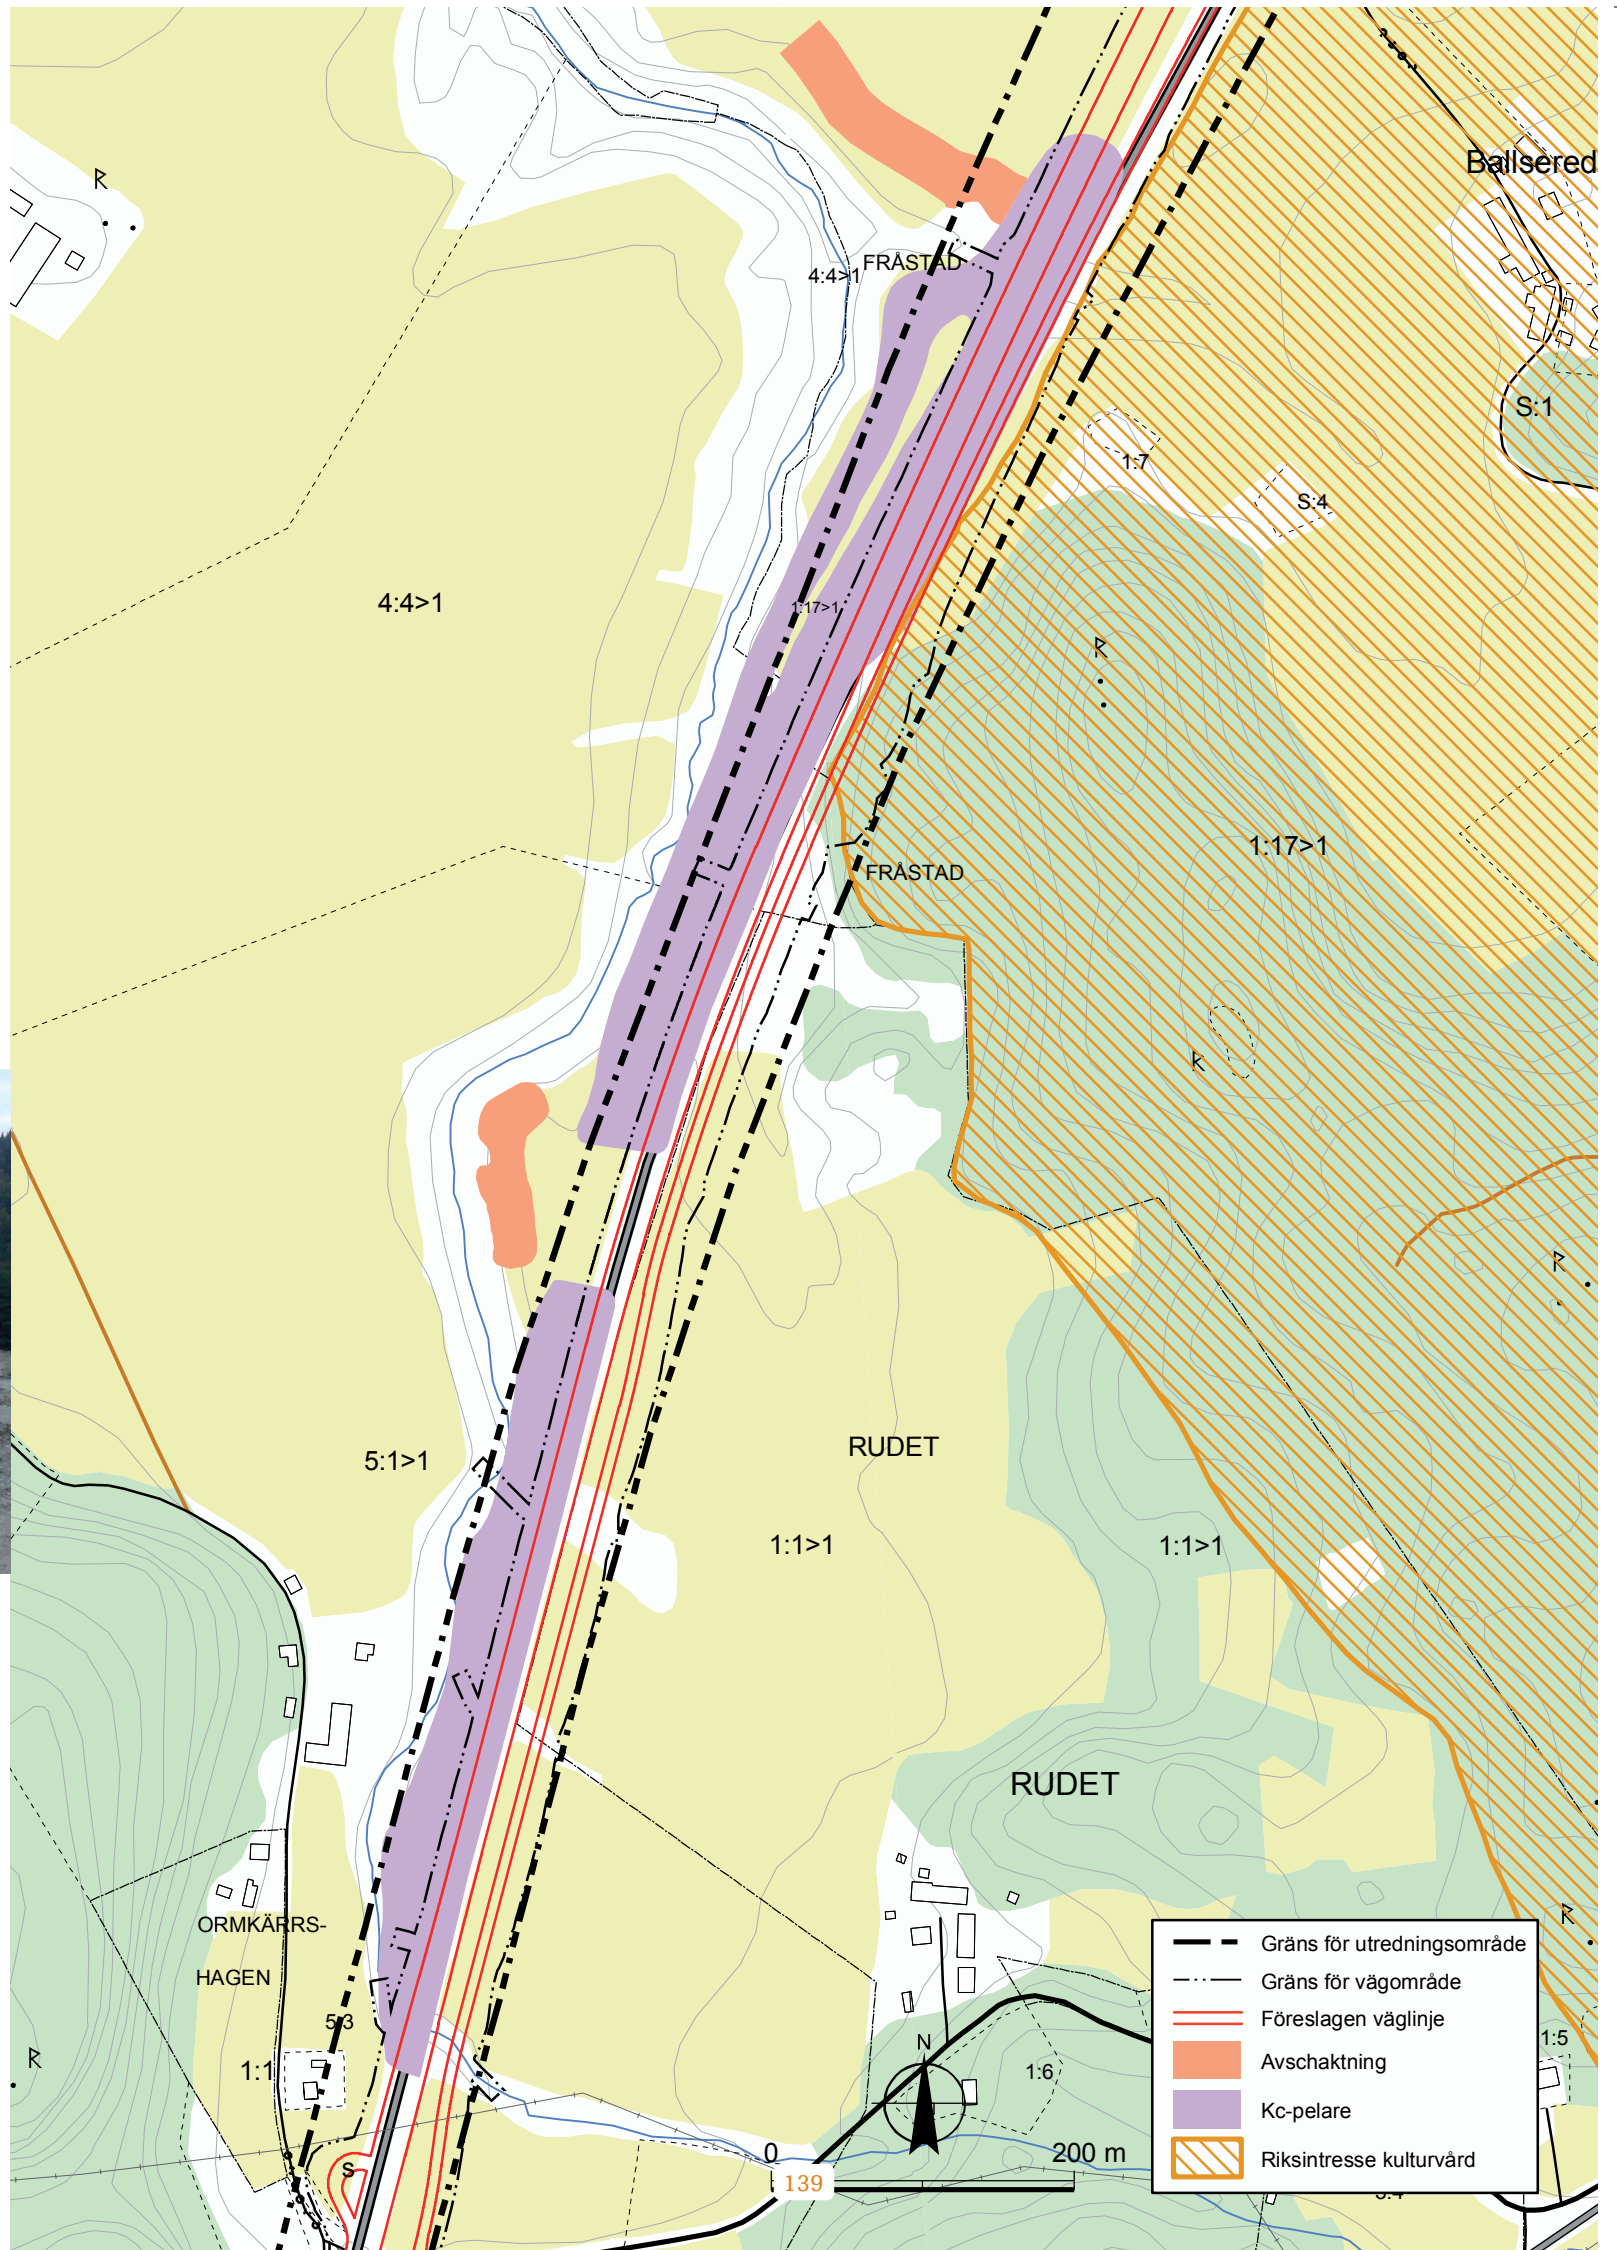 Ballsered
FRÅSTAD
4:4>1
S:1
1:7
S:4
4:4>1
1:17>1
1:17>1
FRÅSTAD
RUDET
5:1>1
1:1>1
1:1>1
RUDET
ORMKÄRRS-
HAGEN
5:3
1:1
1:6
1:5
N
S
0
200 m
139
Gräns för utredningsområde
Gräns för vägområde
Föreslagen väglinje
Avschaktning
Kc-pelare
Riksintresse kulturvård